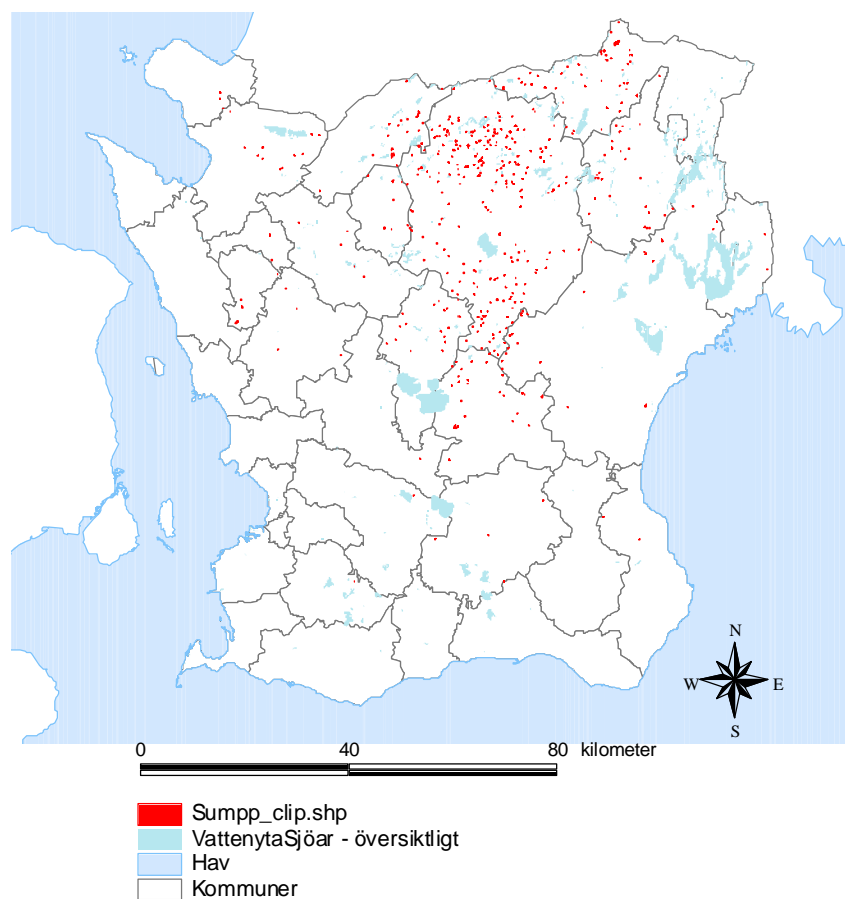 N
W E
S
0 40 80 kilometer
Sumpp_clip.shp
VattenytaSjöar - översiktligt
Hav
Kommuner